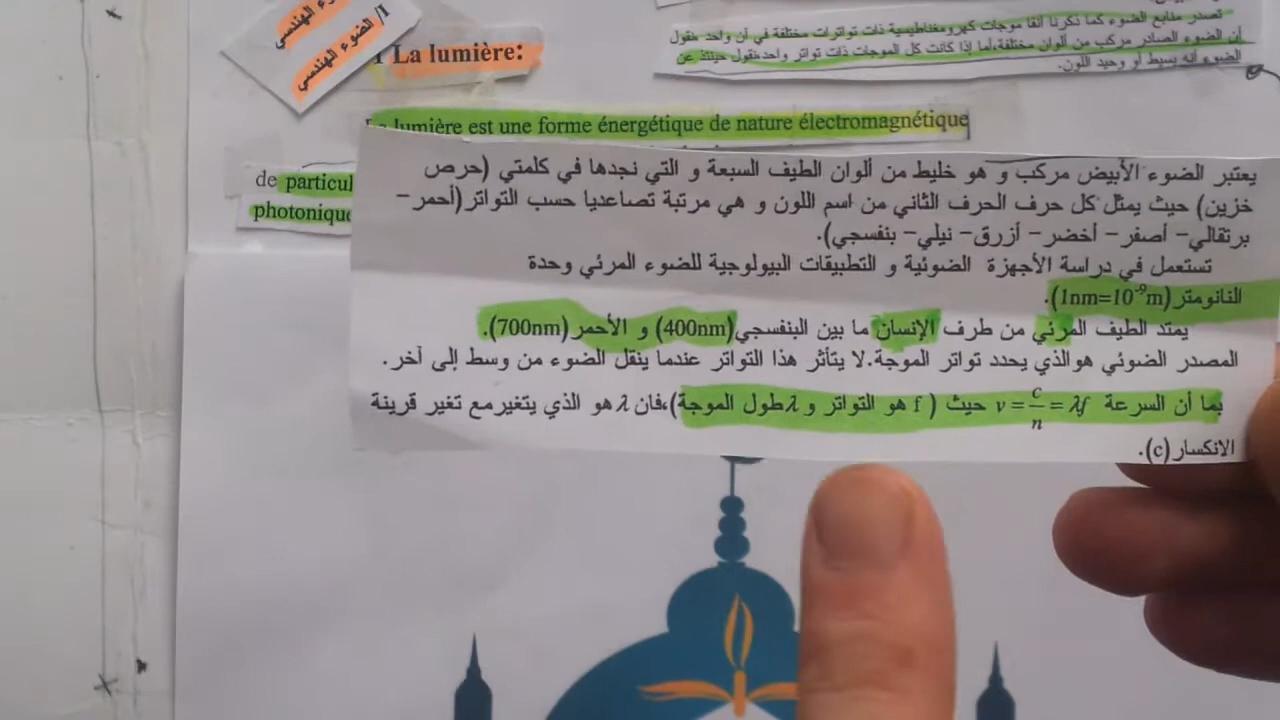 I/ الضوء الهندسي
الضوء الهندسي
La lumière:
تصدر منابع الضوء كما ذكرنا آنفا موجات كهرومغناطيسية ذات تواترات مختلفة في آن واحد فنقول
أن الضوء الصادر مركب من ألوان مختلفة،أما إذا كانت كل الموجات ذات تواتر واحد،فنقول حينئذ عن
الضوء أنه بسيط أو وحيد اللون.
lumière est une forme énergétique de nature électromagnétique
de particul
photonique
يعتبر الضوء الأبيض مركب و هو خليط من ألوان الطيف السبعة و التي نجدها في كلمتي (حرص
خزين) حيث يمثل كل حرف الحرف الثاني من اسم اللون و هي مرتبة تصاعديا حسب التواتر(أحمر–
برتقالي– أصفر– أخضر– أزرق– نيلي– بنفسجي).
تستعمل في دراسة الأجهزة الضوئية و التطبيقات البيولوجية للضوء المرئي وحدة
النانومتر(1nm=10⁻⁹m).
يمتد الطيف المرئي من طرف الإنسان ما بين البنفسجي(400nm) و الأحمر(700nm).
المصدر الضوئي هوالذي يحدد تواتر الموجة.لا يتأثر هذا التواتر عندما ينقل الضوء من وسط إلى آخر.
بما أن السرعة v = c/n = λf حيث ( f هو التواتر و λ طول الموجة)،فان λ هو الذي يتغيرمع تغير قرينة
الانكسار(c).